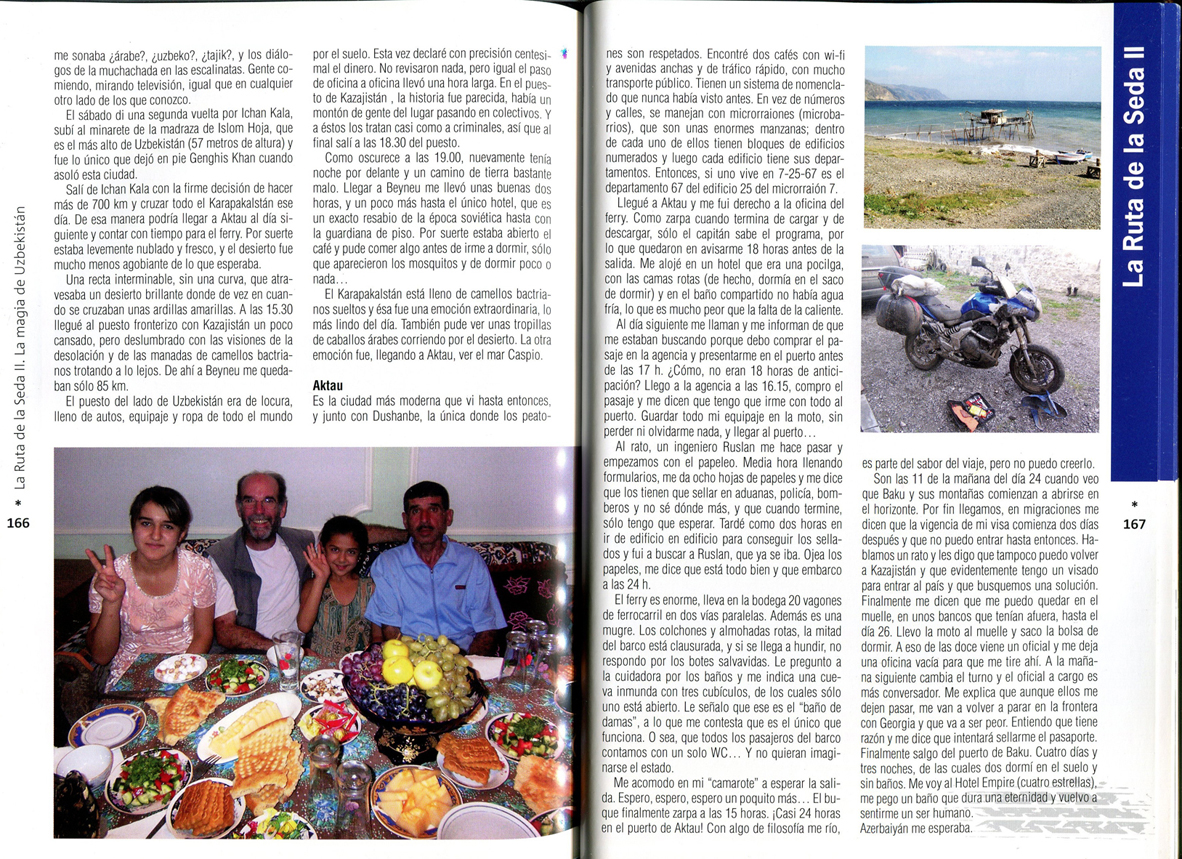 me sonaba ¿árabe?, ¿uzbeko?, ¿tajik?, y los diálo-
gos de la muchachada en las escalinatas. Gente co-
miendo, mirando televisión, igual que en cualquier
otro lado de los que conozco.
El sábado di una segunda vuelta por Ichan Kala,
subí al minarete de la madraza de Islom Hoja, que
es el más alto de Uzbekistán (57 metros de altura) y
fue lo único que dejó en pie Genghis Khan cuando
asoló esta ciudad.
Salí de Ichan Kala con la firme decisión de hacer
más de 700 km y cruzar todo el Karapakalstán ese
día. De esa manera podría llegar a Aktau al día si-
guiente y contar con tiempo para el ferry. Por suerte
estaba levemente nublado y fresco, y el desierto fue
mucho menos agobiante de lo que esperaba.
Una recta interminable, sin una curva, que atra-
vesaba un desierto brillante donde de vez en cuan-
do se cruzaban unas ardillas amarillas. A las 15.30
llegué al puesto fronterizo con Kazajistán un poco
cansado, pero deslumbrado con las visiones de la
desolación y de las manadas de camellos bactria-
nos trotando a lo lejos. De ahí a Beyneu me queda-
ban sólo 85 km.
El puesto del lado de Uzbekistán era de locura,
lleno de autos, equipaje y ropa de todo el mundo
por el suelo. Esta vez declaré con precisión centesi-
mal el dinero. No revisaron nada, pero igual el paso
de oficina a oficina llevó una hora larga. En el pues-
to de Kazajistán , la historia fue parecida, había un
montón de gente del lugar pasando en colectivos. Y
a éstos los tratan casi como a criminales, así que al
final salí a las 18.30 del puesto.
Como oscurece a las 19.00, nuevamente tenía
noche por delante y un camino de tierra bastante
malo. Llegar a Beyneu me llevó unas buenas dos
horas, y un poco más hasta el único hotel, que es
un exacto resabio de la época soviética hasta con
la guardiana de piso. Por suerte estaba abierto el
café y pude comer algo antes de irme a dormir, sólo
que aparecieron los mosquitos y de dormir poco o
nada…
El Karapakalstán está lleno de camellos bactria-
nos sueltos y ésa fue una emoción extraordinaria, lo
más lindo del día. También pude ver unas tropillas
de caballos árabes corriendo por el desierto. La otra
emoción fue, llegando a Aktau, ver el mar Caspio.
Aktau
Es la ciudad más moderna que vi hasta entonces,
y junto con Dushanbe, la única donde los peato-
La Ruta de la Seda II. La magia de Uzbekistán
*
166
nes son respetados. Encontré dos cafés con wi-fi
y avenidas anchas y de tráfico rápido, con mucho
transporte público. Tienen un sistema de nomencla-
do que nunca había visto antes. En vez de números
y calles, se manejan con microrraiones (microba-
rrios), que son unas enormes manzanas; dentro
de cada uno de ellos tienen bloques de edificios
numerados y luego cada edificio tiene sus depar-
tamentos. Entonces, si uno vive en 7-25-67 es el
departamento 67 del edificio 25 del microrraión 7.
Llegué a Aktau y me fui derecho a la oficina del
ferry. Como zarpa cuando termina de cargar y de
descargar, sólo el capitán sabe el programa, por
lo que quedaron en avisarme 18 horas antes de la
salida. Me alojé en un hotel que era una pocilga,
con las camas rotas (de hecho, dormía en el saco
de dormir) y en el baño compartido no había agua
fría, lo que es mucho peor que la falta de la caliente.
Al día siguiente me llaman y me informan de que
me estaban buscando porque debo comprar el pa-
saje en la agencia y presentarme en el puerto antes
de las 17 h. ¿Cómo, no eran 18 horas de antici-
pación? Llego a la agencia a las 16.15, compro el
pasaje y me dicen que tengo que irme con todo al
puerto. Guardar todo mi equipaje en la moto, sin
perder ni olvidarme nada, y llegar al puerto…
Al rato, un ingeniero Ruslan me hace pasar y
empezamos con el papeleo. Media hora llenando
formularios, me da ocho hojas de papeles y me dice
que los tienen que sellar en aduanas, policía, bom-
beros y no sé dónde más, y que cuando termine,
sólo tengo que esperar. Tardé como dos horas en
ir de edificio en edificio para conseguir los sella-
dos y fui a buscar a Ruslan, que ya se iba. Ojea los
papeles, me dice que está todo bien y que embarco
a las 24 h.
El ferry es enorme, lleva en la bodega 20 vagones
de ferrocarril en dos vías paralelas. Además es una
mugre. Los colchones y almohadas rotas, la mitad
del barco está clausurada, y si se llega a hundir, no
respondo por los botes salvavidas. Le pregunto a
la cuidadora por los baños y me indica una cue-
va inmunda con tres cubículos, de los cuales sólo
uno está abierto. Le señalo que ese es el “baño de
damas”, a lo que me contesta que es el único que
funciona. O sea, que todos los pasajeros del barco
contamos con un solo WC… Y no quieran imagi-
narse el estado.
Me acomodo en mi “camarote” a esperar la sali-
da. Espero, espero, espero un poquito más… El bu-
que finalmente zarpa a las 15 horas. ¡Casi 24 horas
en el puerto de Aktau! Con algo de filosofía me río,
es parte del sabor del viaje, pero no puedo creerlo.
Son las 11 de la mañana del día 24 cuando veo
que Baku y sus montañas comienzan a abrirse en
el horizonte. Por fin llegamos, en migraciones me
dicen que la vigencia de mi visa comienza dos días
después y que no puedo entrar hasta entonces. Ha-
blamos un rato y les digo que tampoco puedo volver
a Kazajistán y que evidentemente tengo un visado
para entrar al país y que busquemos una solución.
Finalmente me dicen que me puedo quedar en el
muelle, en unos bancos que tenían afuera, hasta el
día 26. Llevo la moto al muelle y saco la bolsa de
dormir. A eso de las doce viene un oficial y me deja
una oficina vacía para que me tire ahí. A la maña-
na siguiente cambia el turno y el oficial a cargo es
más conversador. Me explica que aunque ellos me
dejen pasar, me van a volver a parar en la frontera
con Georgia y que va a ser peor. Entiendo que tiene
razón y me dice que intentará sellarme el pasaporte.
Finalmente salgo del puerto de Baku. Cuatro días y
tres noches, de las cuales dos dormí en el suelo y
sin baños. Me voy al Hotel Empire (cuatro estrellas),
me pego un baño que dura una eternidad y vuelvo a
sentirme un ser humano.
Azerbaiyán me esperaba.
La Ruta de la Seda II
*
167